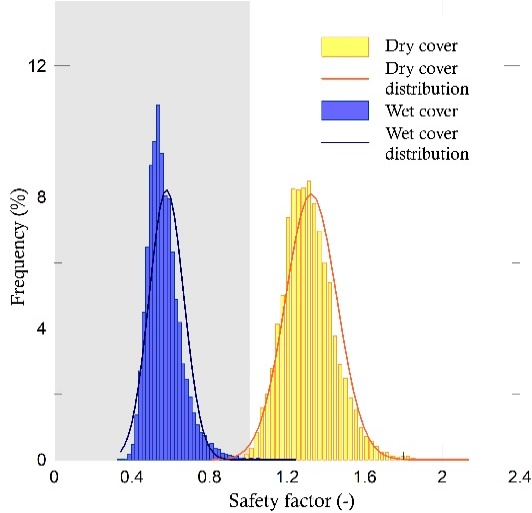 Dry cover
12
Dry cover
distribution
Wet cover
Wet cover
distribution
8
Frequency (%)
4
0
0
0.4
0.8
1.2
1.6
2
2.4
Safety factor (-)